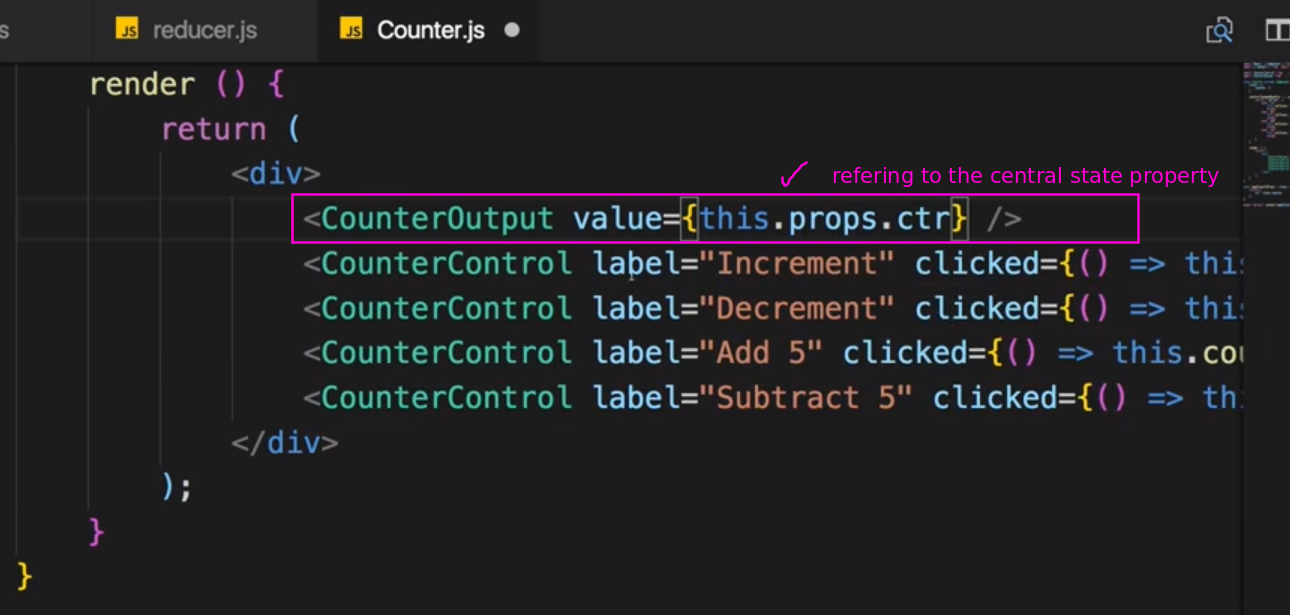 s JS reducer.js JS Counter.js
render () {
return (
<div>
✓ refering to the central state property
<CounterOutput value={this.props.ctr} />
<CounterControl label="Increment" clicked={() => this
<CounterControl label="Decrement" clicked={() => this
<CounterControl label="Add 5" clicked={() => this.cou
<CounterControl label="Subtract 5" clicked={() => th
</div>
);
}
}